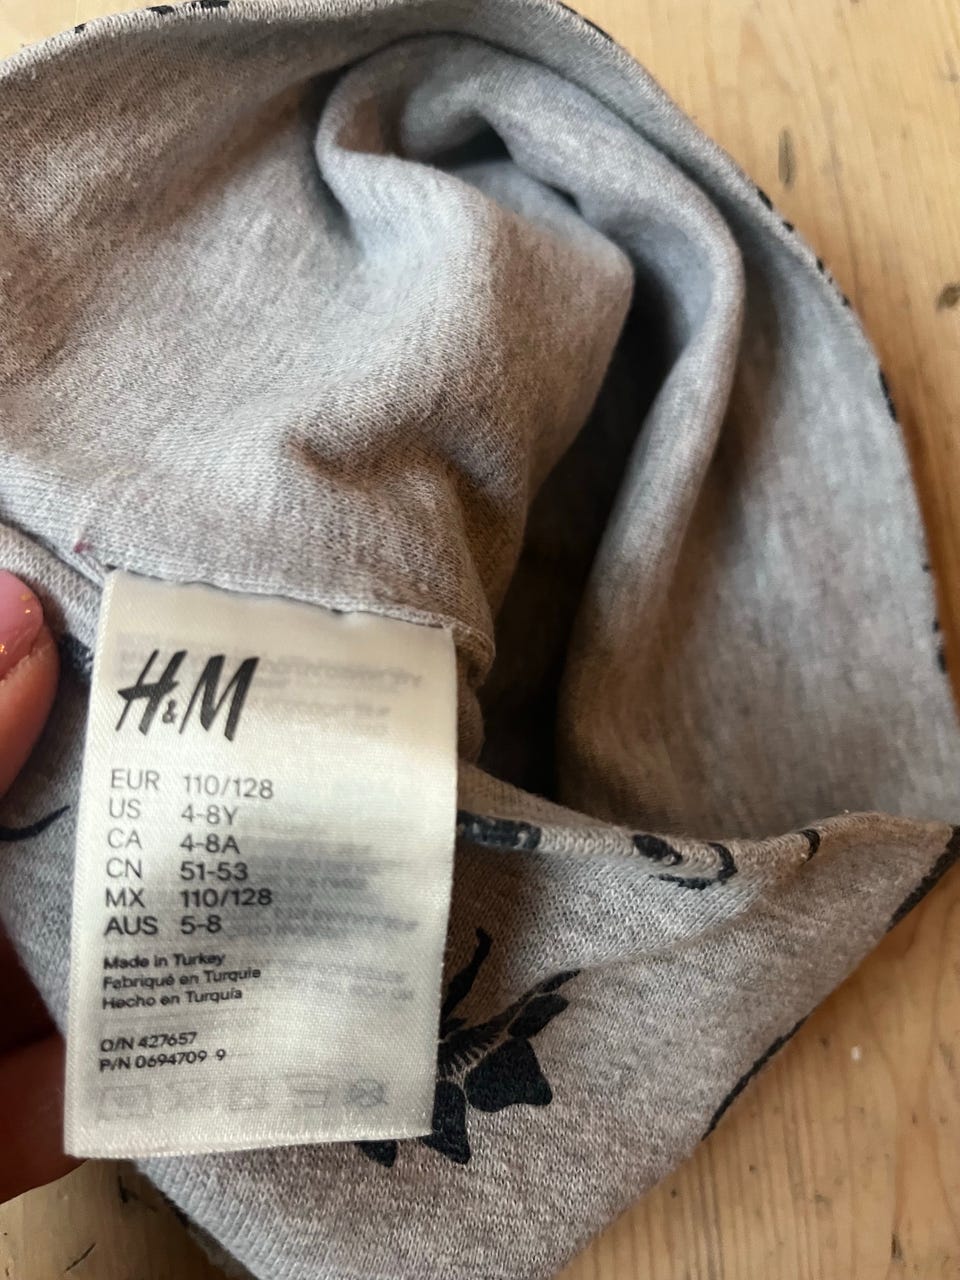 H&M
EUR 110/128
US 4-8Y
CA 4-8A
CN 51-53
MX 110/128
AUS 5-8
Made in Turkey
Fabriqué en Turquie
Hecho en Turquía
O/N 427657
P/N 0694709 9